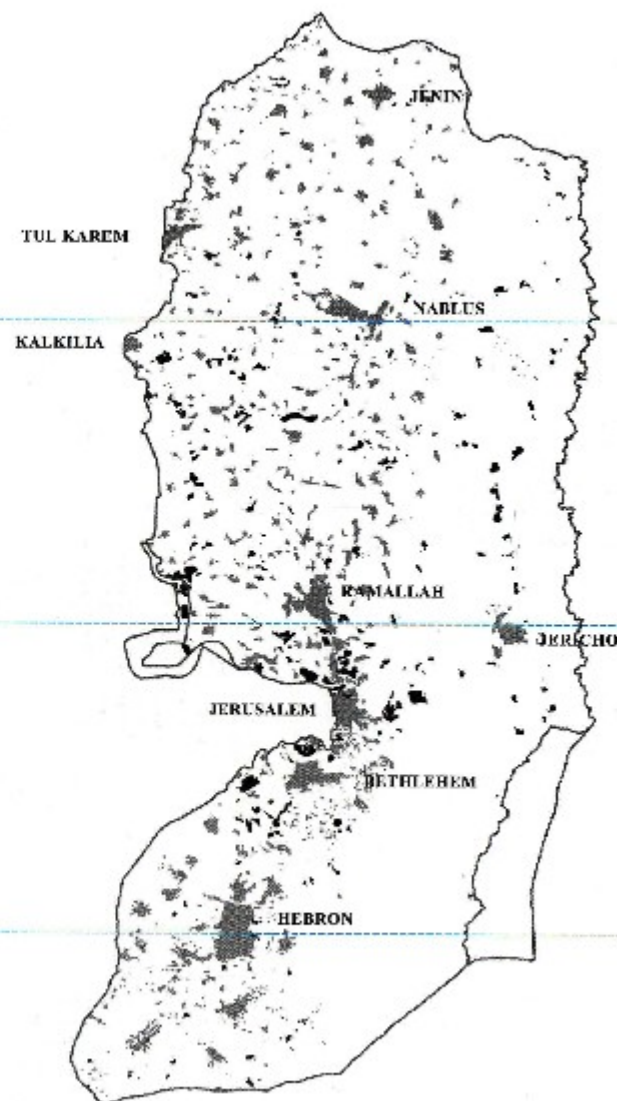 JENIN
TUL KAREM
NABLUS
KALKILIA
RAMALLAH
JERICHO
JERUSALEM
BETHLEHEM
HEBRON